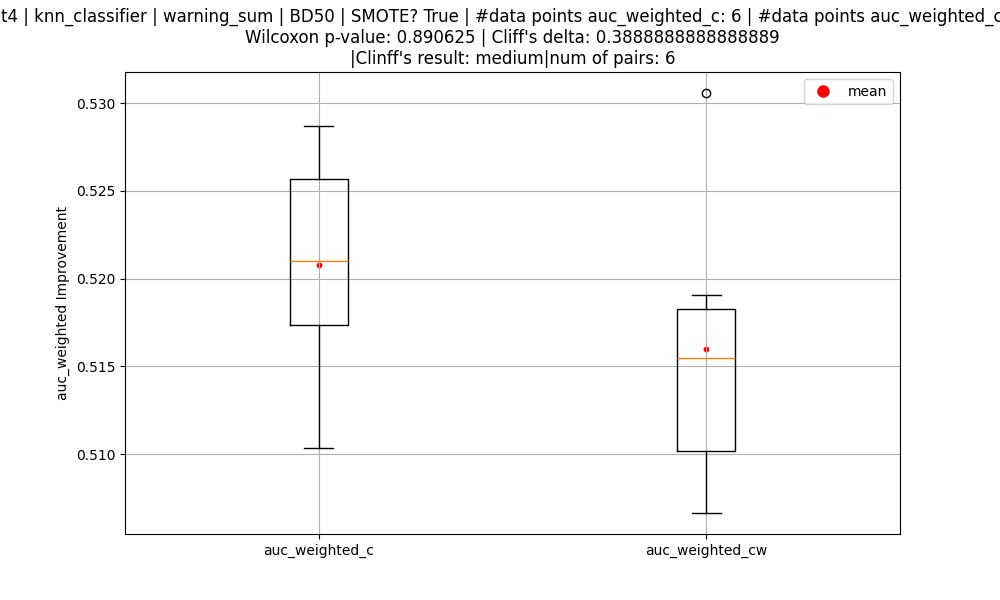 t4 | knn_classifier | warning_sum | BD50 | SMOTE? True | #data points auc_weighted_c: 6 | #data points auc_weighted_c
Wilcoxon p-value: 0.890625 | Cliff's delta: 0.3888888888888889
|Clinff's result: medium|num of pairs: 6
mean
0.530
0.525
0.520
0.515
0.510
auc_weighted Improvement
auc_weighted_c
auc_weighted_cw